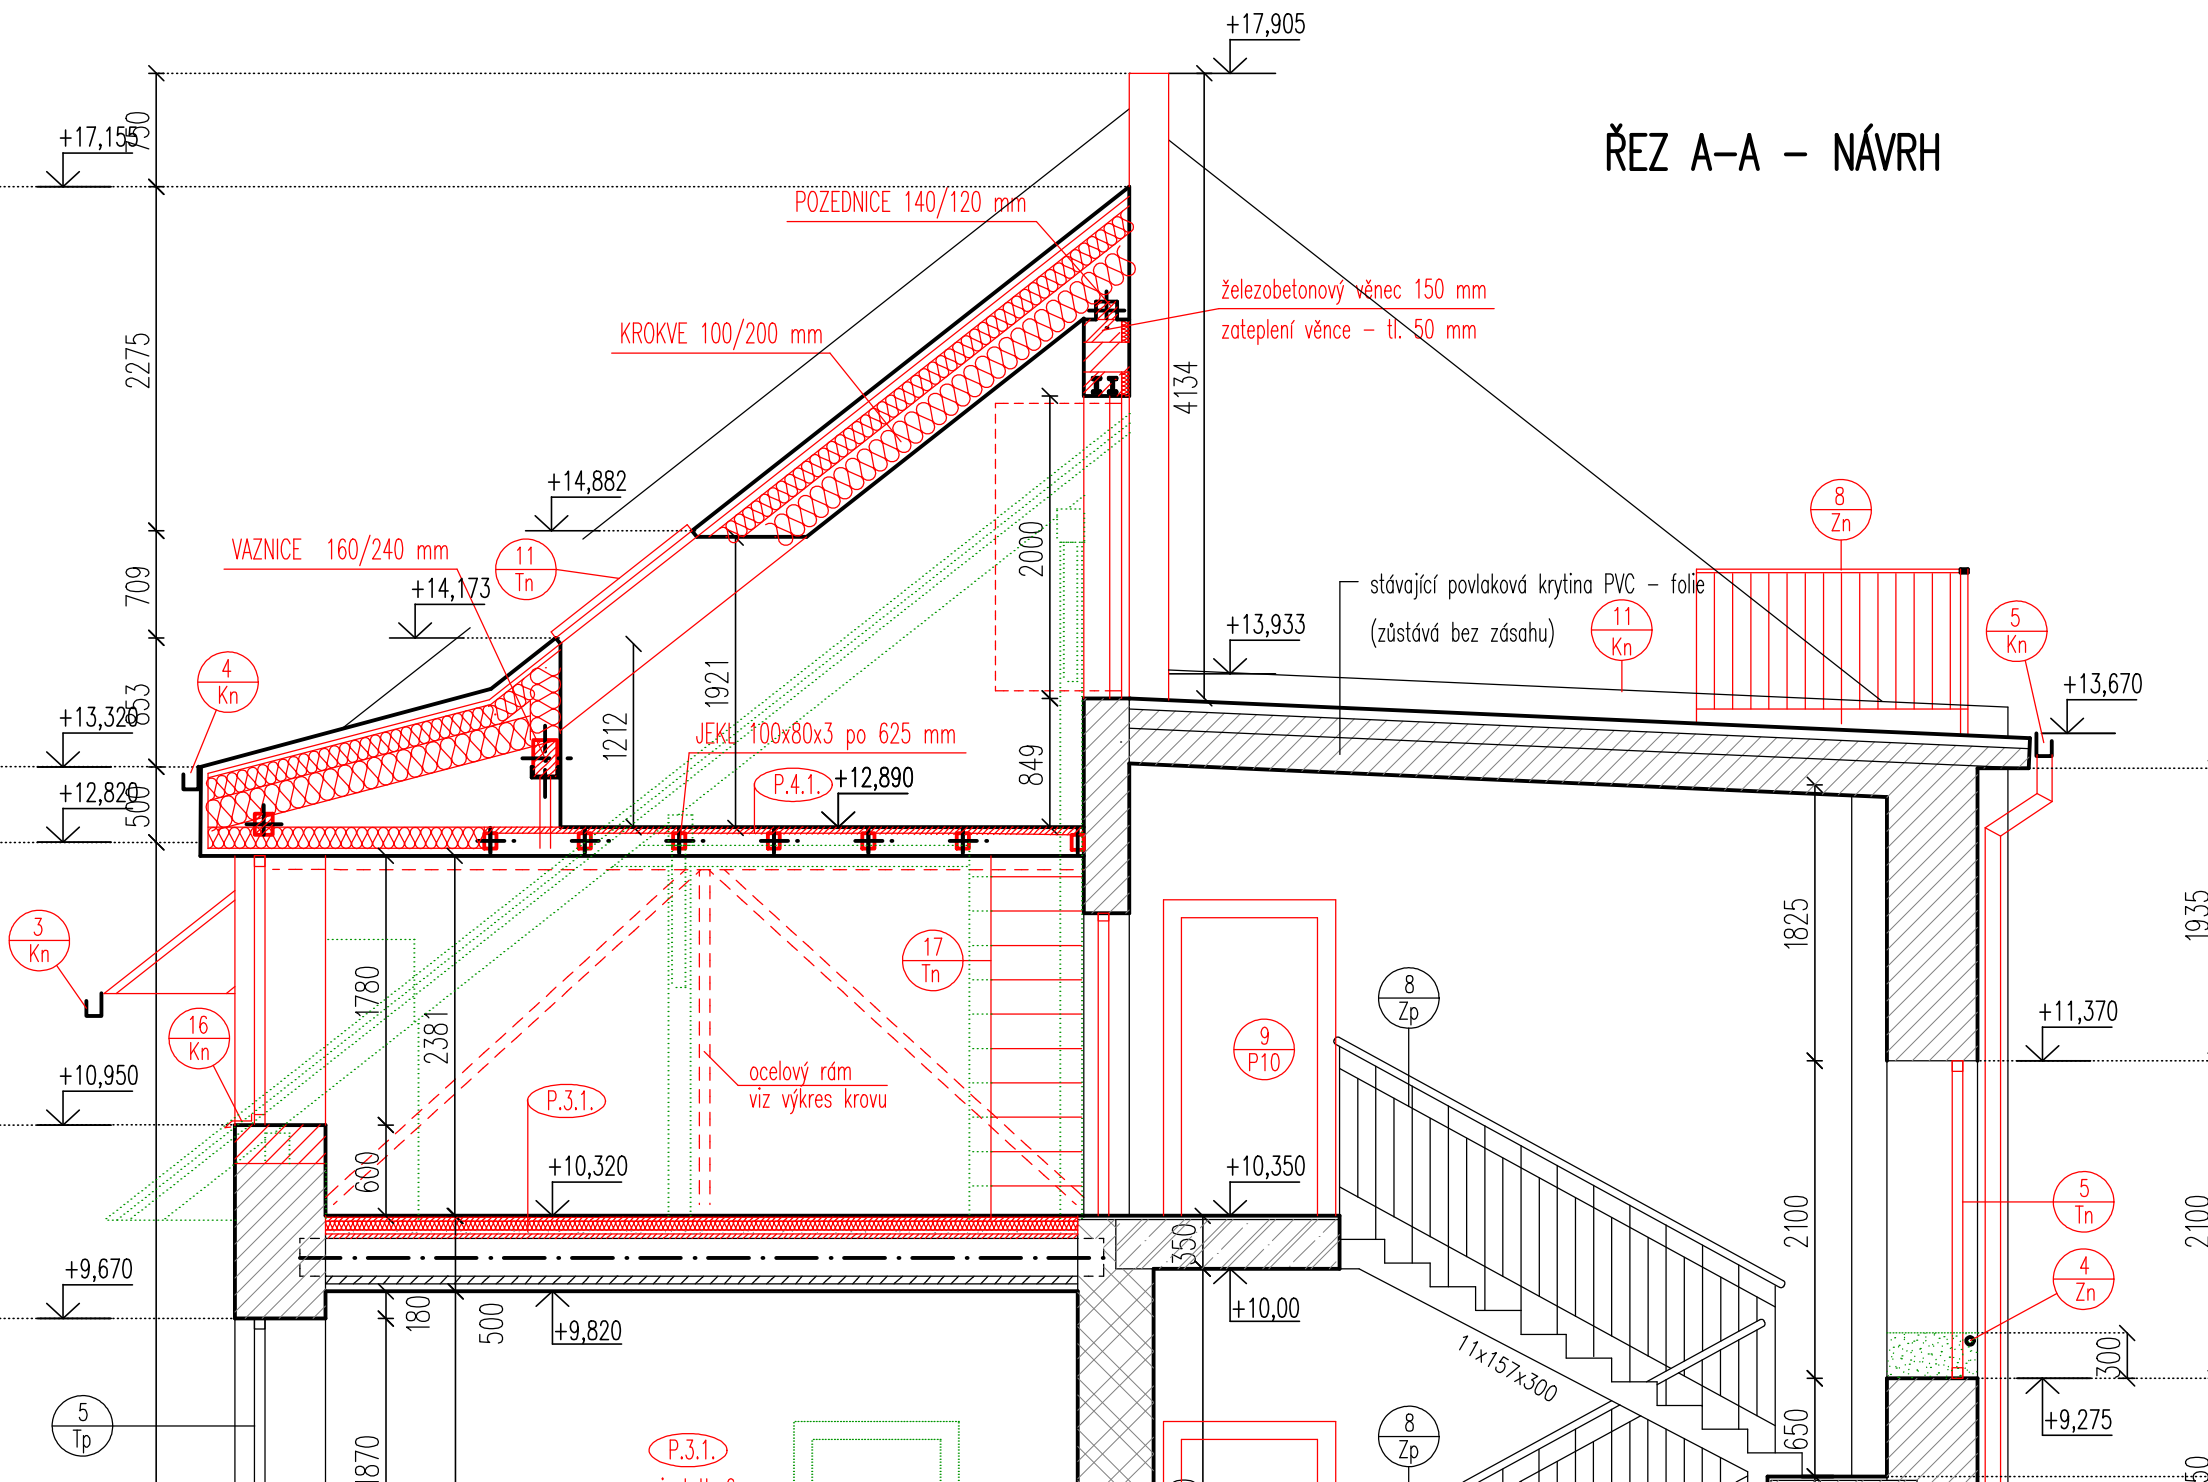 +17,905
ŘEZ A–A – NÁVRH
+17,155
750
POZEDNICE 140/120 mm
železobetonový věnec 150 mm
zateplení věnce – tl. 50 mm
KROKVE 100/200 mm
2275
4134
+14,882
8
Zn
VAZNICE 160/240 mm
11
Tn
2000
709
+14,173
stávající povlaková krytina PVC – folie
(zůstává bez zásahu)
11
Kn
5
Kn
+13,933
4
Kn
653
1921
+13,670
+13,320
1212
JEKL 100x80x3 po 625 mm
849
P.4.1.
+12,890
+12,820
500
1825
1935
3
Kn
17
Tn
1780
2381
8
Zp
+11,370
16
Kn
9
P10
ocelový rám
viz výkres krovu
+10,950
P.3.1.
600
+10,320
+10,350
5
Tn
2100
2100
350
+9,670
4
Zn
180
500
+9,820
+10,00
11x157x300
300
5
Tp
8
Zp
+9,275
650
P.3.1.
1870